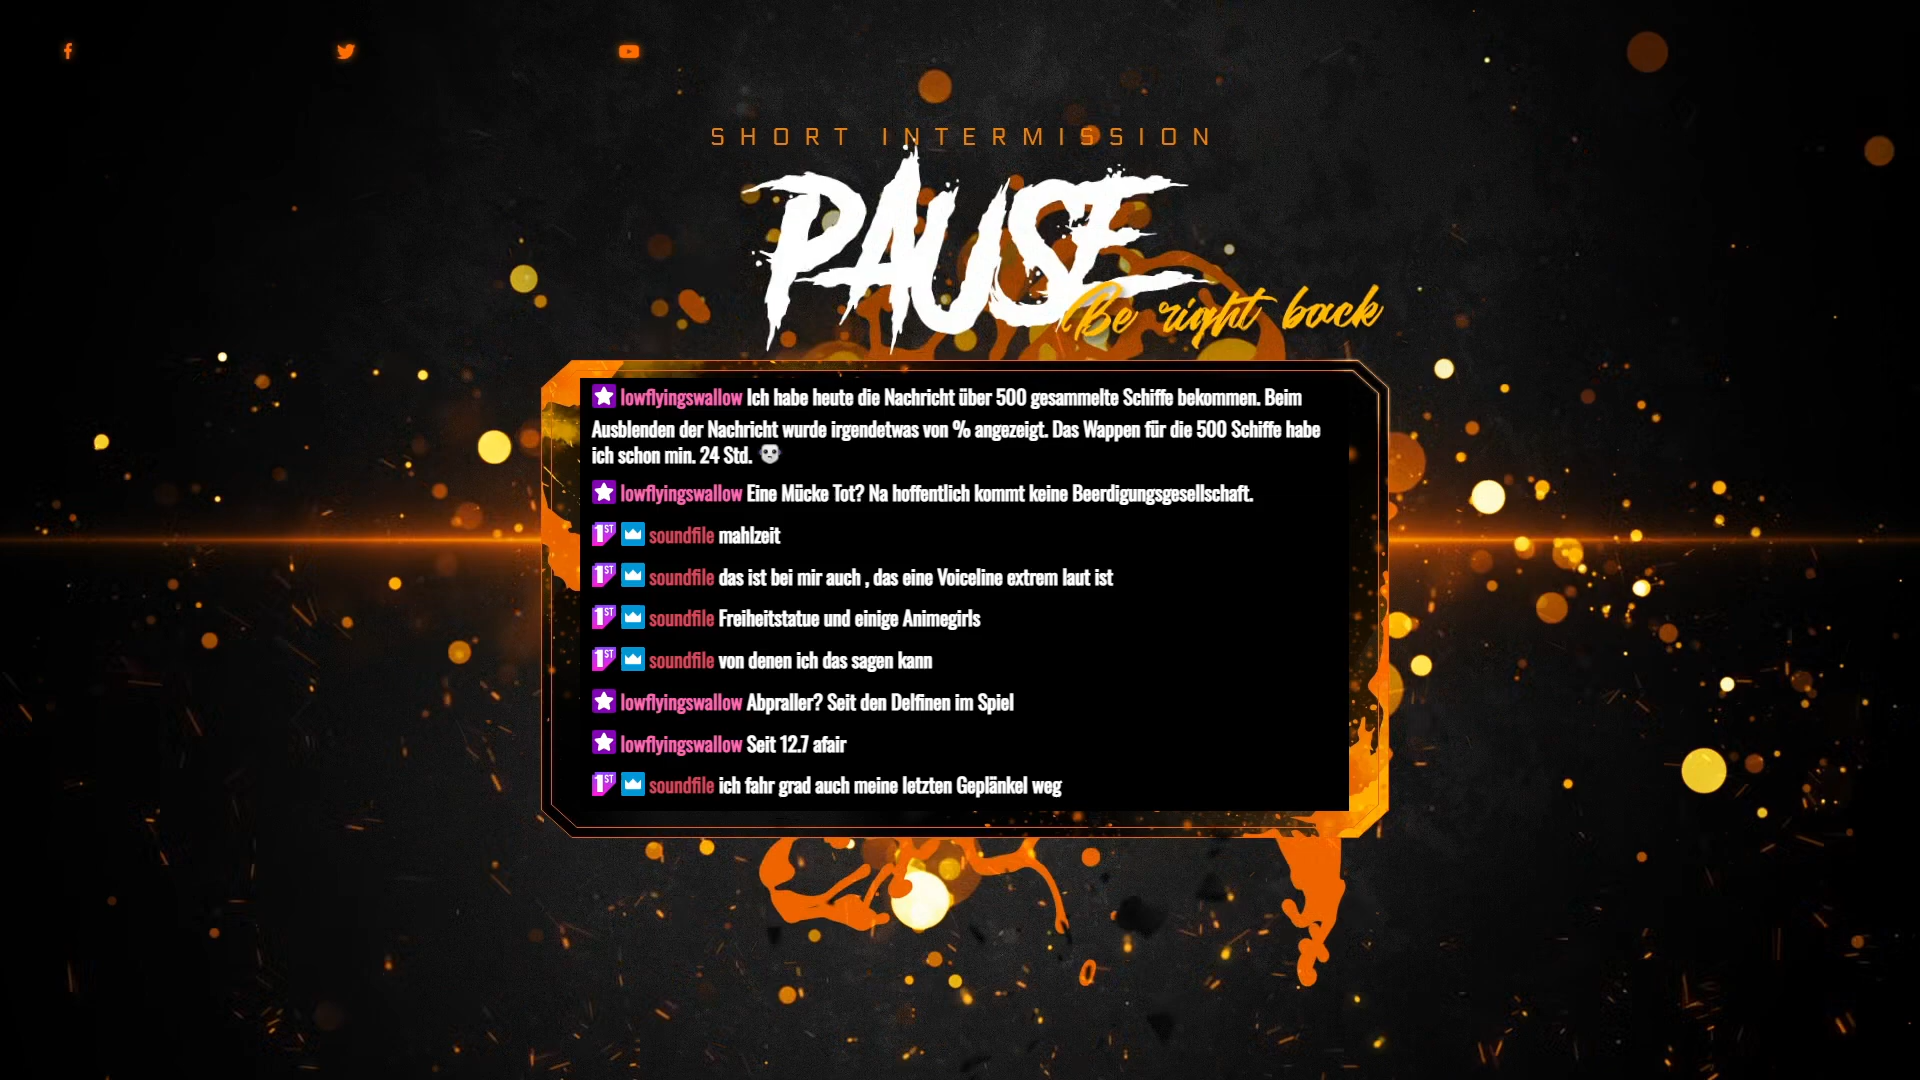 SHORT INTERMISSION
PAUSE
Be right back
lowflyingswallow Ich habe heute die Nachricht über 500 gesammelte Schiffe bekommen. Beim
Ausblenden der Nachricht wurde irgendetwas von % angezeigt. Das Wappen für die 500 Schiffe habe
ich schon min. 24 Std.
lowflyingswallow Eine Mücke Tot? Na hoffentlich kommt keine Beerdigungsgesellschaft.
1ST soundfile mahlzeit
1ST soundfile das ist bei mir auch , das eine Voiceline extrem laut ist
1ST soundfile Freiheitstatue und einige Animegirls
1ST soundfile von denen ich das sagen kann
lowflyingswallow Abpraller? Seit den Delfinen im Spiel
lowflyingswallow Seit 12.7 afair
1ST soundfile ich fahr grad auch meine letzten Geplänkel weg